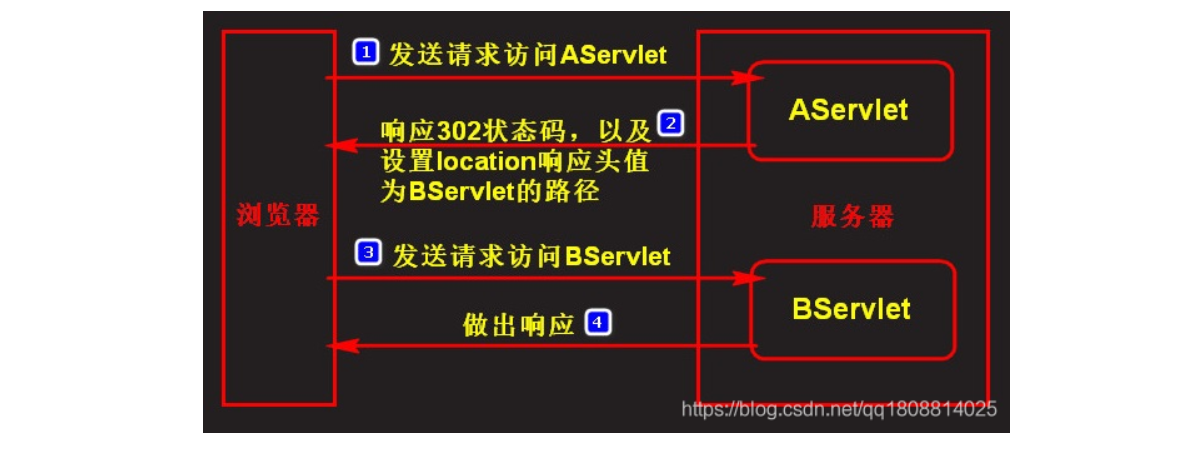 1 发送请求访问AServlet
AServlet
响应302状态码，以及 2
设置location响应头值
为BServlet的路径
浏览器
服务器
3 发送请求访问BServlet
BServlet
做出响应 4
https://blog.csdn.net/qq1808814025